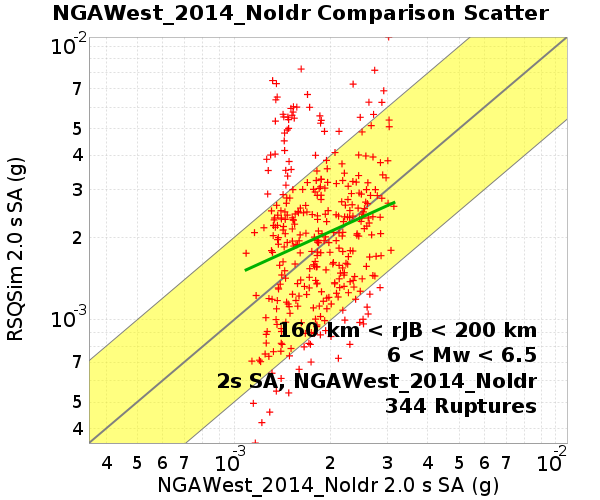 NGAWest_2014_NoIdr Comparison Scatter
10-2
7
5
4
3
2
10-3
7
5
4
RSQSim 2.0 s SA (g)
160 km < rJB < 200 km
6 < Mw < 6.5
2s SA, NGAWest_2014_NoIdr
344 Ruptures
4 5 6 7 10-3 2 3 4 5 6 7 10-2
NGAWest_2014_NoIdr 2.0 s SA (g)